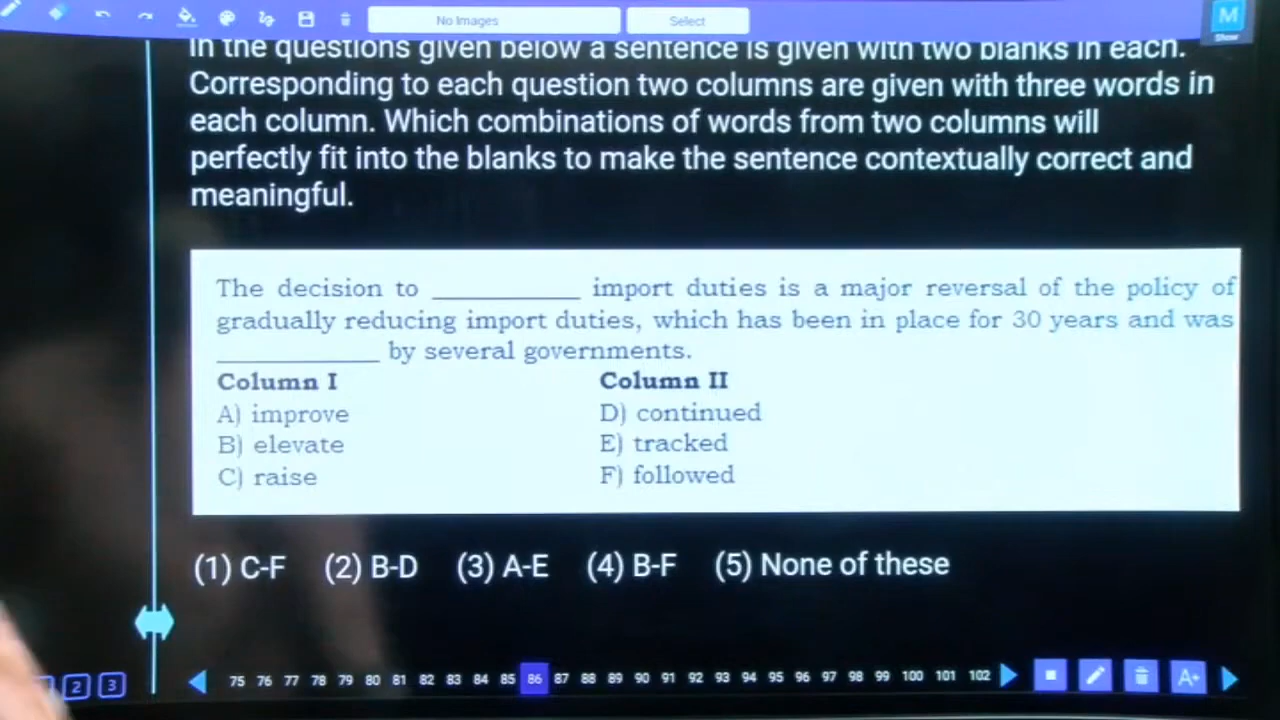 No Images
Select
M
Show
In the questions given below a sentence is given with two blanks in each.
Corresponding to each question two columns are given with three words in
each column. Which combinations of words from two columns will
perfectly fit into the blanks to make the sentence contextually correct and
meaningful.
The decision to __________ import duties is a major reversal of the policy of
gradually reducing import duties, which has been in place for 30 years and was
___________ by several governments.
Column I Column II
A) improve D) continued
B) elevate E) tracked
C) raise F) followed
(1) C-F (2) B-D (3) A-E (4) B-F (5) None of these
2 3 75 76 77 78 79 80 81 82 83 84 85 86 87 88 89 90 91 92 93 94 95 96 97 98 99 100 101 102 A+